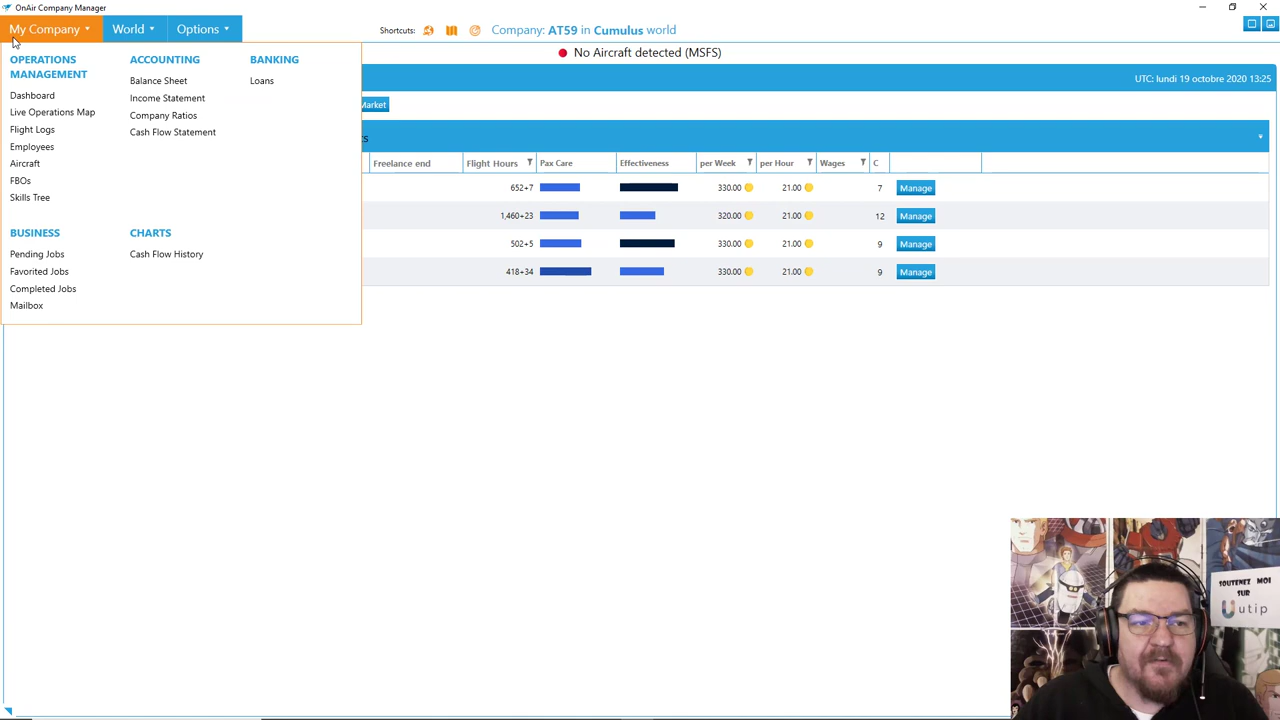 OnAir Company Manager
My Company World Options Shortcuts: Company: AT59 in Cumulus world
No Aircraft detected (MSFS)
UTC: lundi 19 octobre 2020 13:25
OPERATIONS MANAGEMENT
Dashboard
Live Operations Map
Flight Logs
Employees
Aircraft
FBOs
Skills Tree
ACCOUNTING
Balance Sheet
Income Statement
Company Ratios
Cash Flow Statement
BANKING
Loans
BUSINESS
Pending Jobs
Favorited Jobs
Completed Jobs
Mailbox
CHARTS
Cash Flow History
Market
Freelance end Flight Hours Pax Care Effectiveness per Week per Hour Wages C
652+7 330.00 21.00 7 Manage
1,460+23 320.00 21.00 12 Manage
502+5 330.00 21.00 9 Manage
418+34 330.00 21.00 9 Manage
SOUTENEZ MOI
SUR
utip